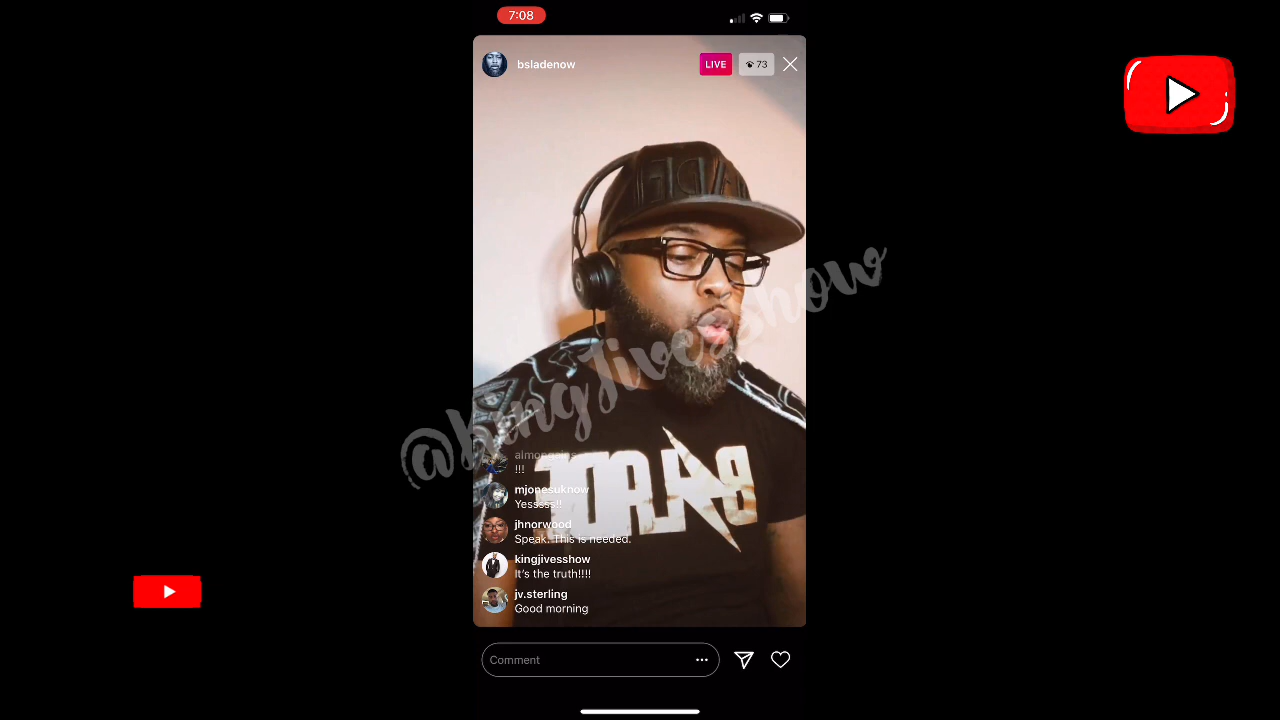 7:08
bsladenow
LIVE
73
@kingjivesshow
!!!
mjonesuknow
Yesssss!!
jhnorwood
Speak. This is needed.
kingjivesshow
It's the truth!!!!
jv.sterling
Good morning
Comment